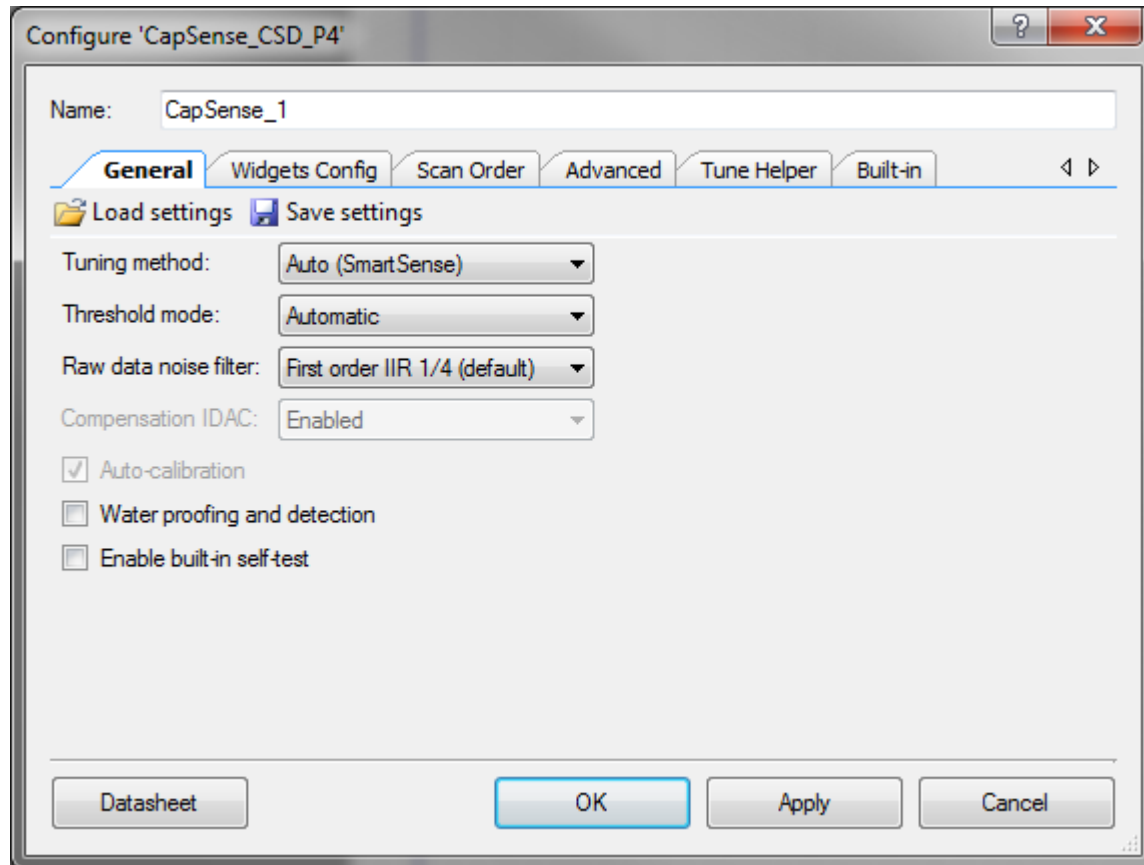 Configure 'CapSense_CSD_P4'
Name: CapSense_1
General Widgets Config Scan Order Advanced Tune Helper Built-in
Load settings Save settings
Tuning method: Auto (SmartSense)
Threshold mode: Automatic
Raw data noise filter: First order IIR 1/4 (default)
Compensation IDAC: Enabled
Auto-calibration
Water proofing and detection
Enable built-in self-test
Datasheet OK Apply Cancel